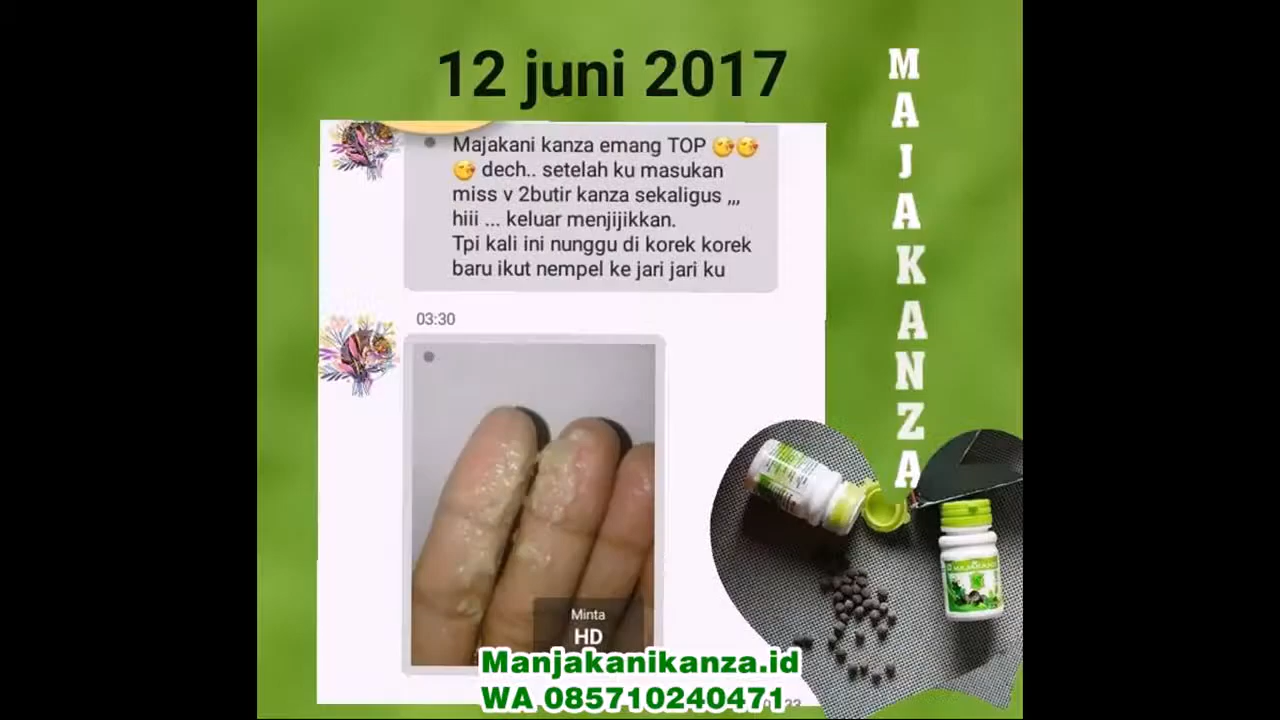 12 juni 2017
MAJAKANZA
Majakani kanza emang TOP 😘😘
😘 dech.. setelah ku masukan
miss v 2butir kanza sekaligus ,,,
hiii ... keluar menjijikkan.
Tpi kali ini nunggu di korek korek
baru ikut nempel ke jari jari ku
03:30
Minta
HD
Manjakanikanza.id
WA 085710240471